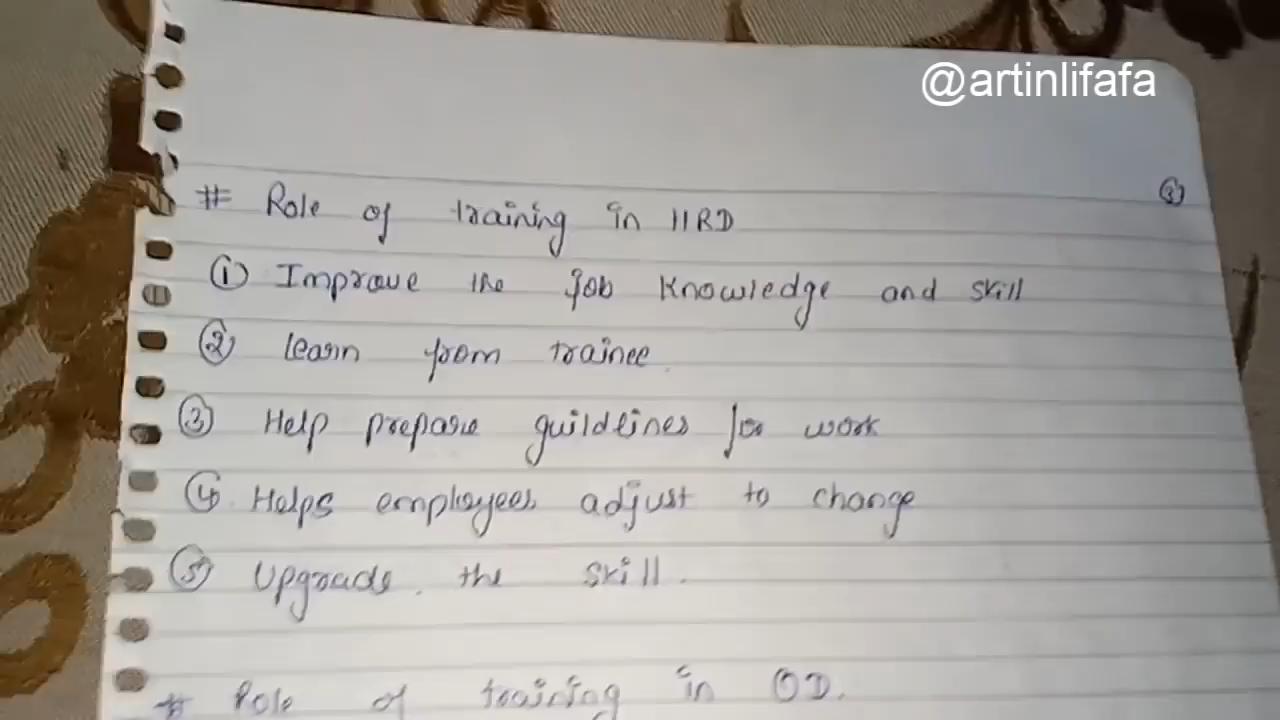 @artinlifafa
③
# Role of training in HRD
① Improve the job knowledge and skill
② learn from trainee.
③ Help prepare guildlines for work
④ Helps employees adjust to change
⑤ Upgrade the skill.
# Role of training in OD.